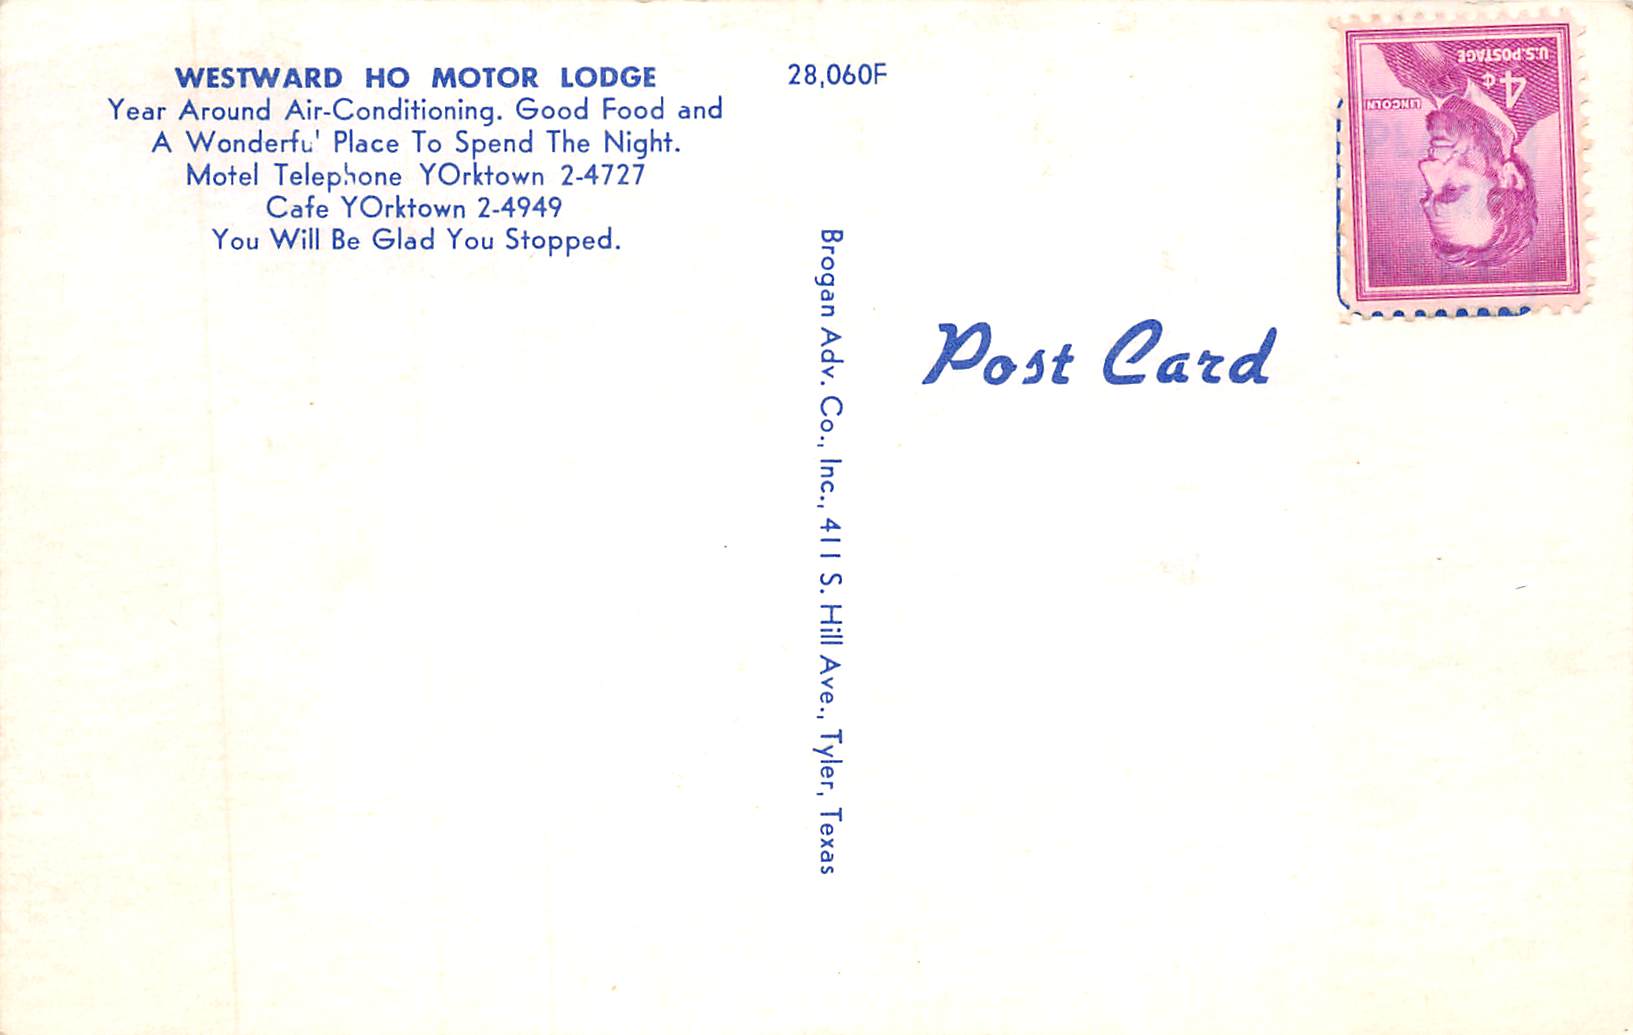 WESTWARD HO MOTOR LODGE
Year Around Air-Conditioning. Good Food and
A Wonderfu' Place To Spend The Night.
Motel Telephone YOrktown 2-4727
Cafe YOrktown 2-4949
You Will Be Glad You Stopped.
28,060F
Brogan Adv. Co., Inc., 411 S. Hill Ave., Tyler, Texas
Post Card
U.S. POSTAGE
4¢
LINCOLN